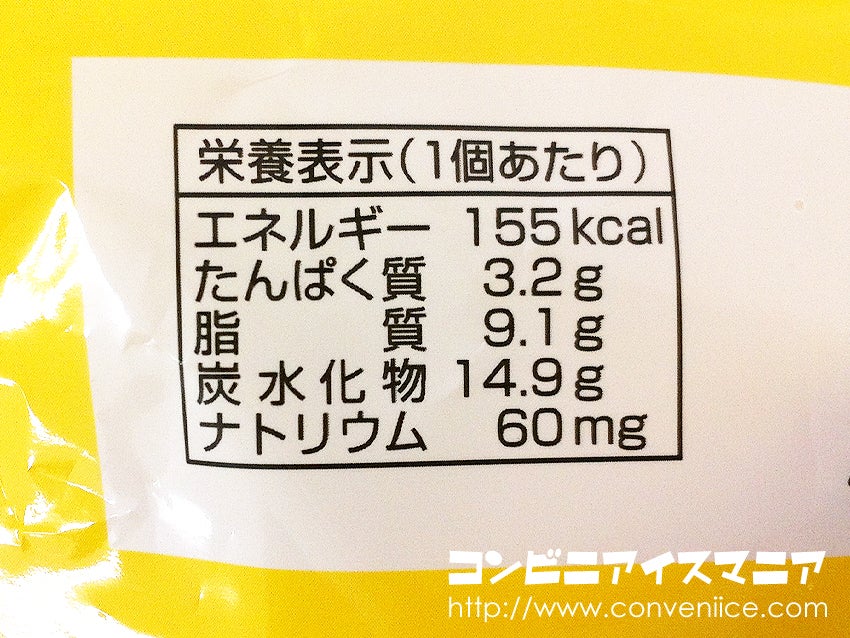 栄養表示(1個あたり)
エネルギー 155kcal
たんぱく質 3.2g
脂質 9.1g
炭水化物 14.9g
ナトリウム 60mg
コンビニアイスマニア
http://www.conveniice.com